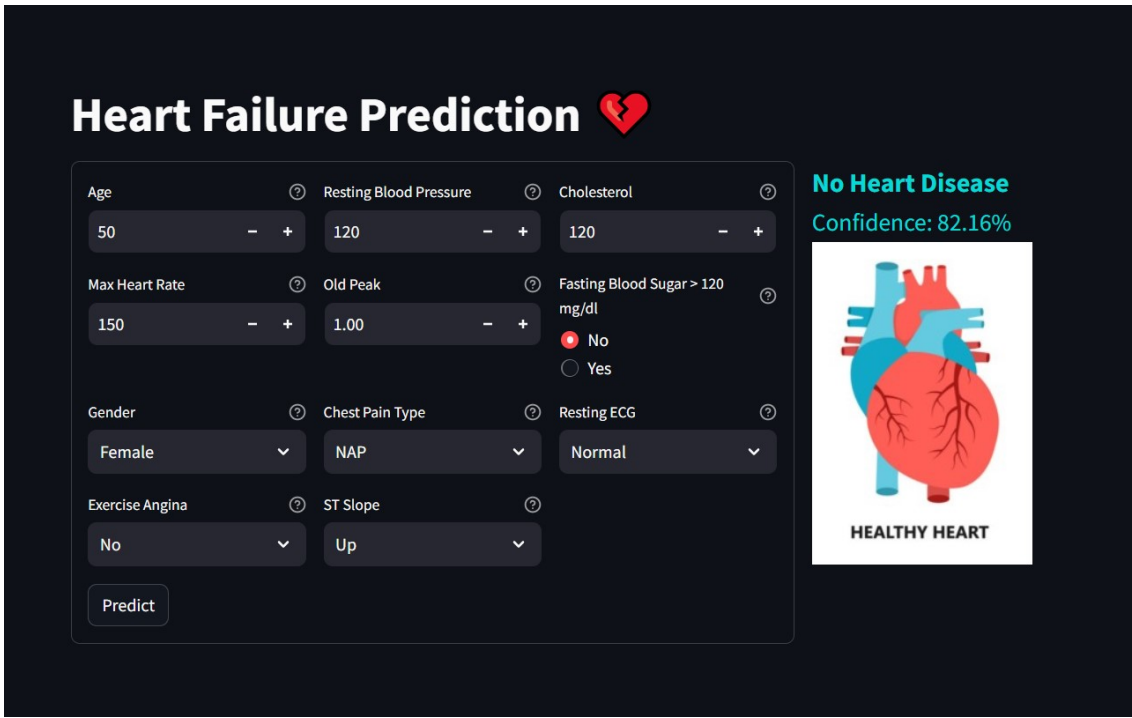 Heart Failure Prediction
Age
Resting Blood Pressure
Cholesterol
50
120
120
Max Heart Rate
Old Peak
Fasting Blood Sugar > 120
mg/dl
150
1.00
No
Yes
Gender
Chest Pain Type
Resting ECG
Female
NAP
Normal
Exercise Angina
ST Slope
No
Up
Predict
No Heart Disease
Confidence: 82.16%
HEALTHY HEART